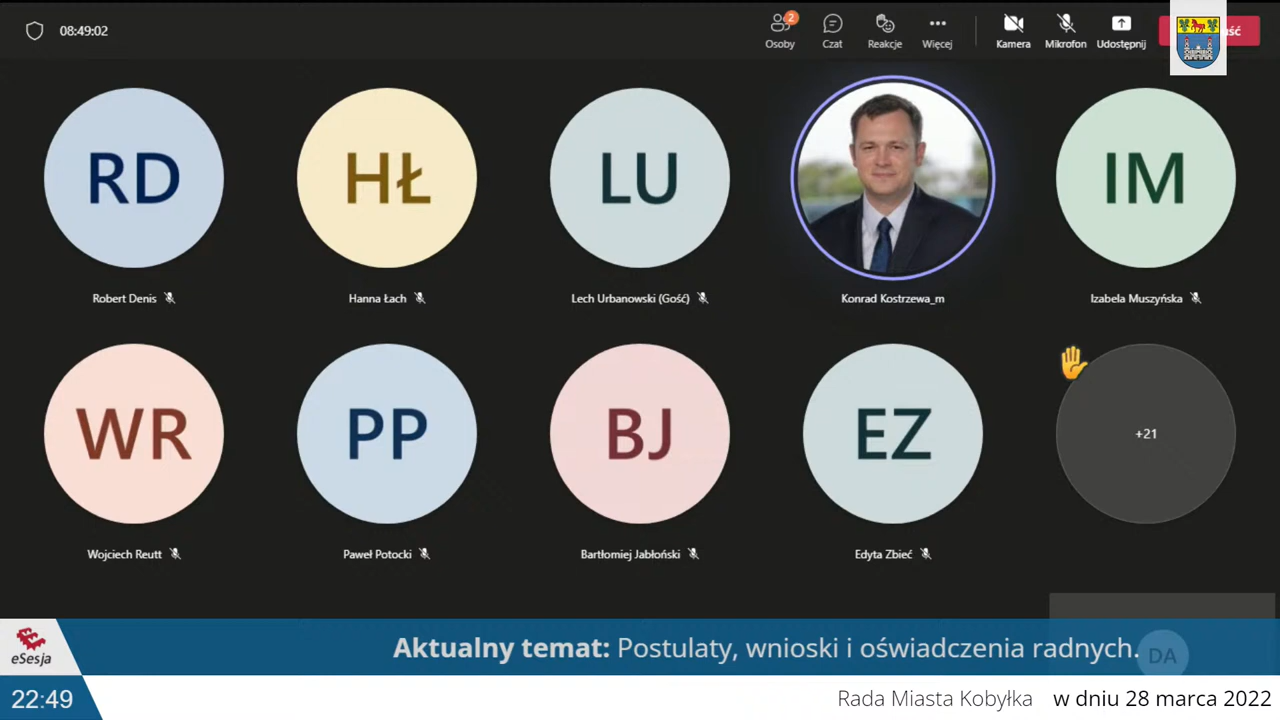 08:49:02
2
Osoby
Czat
Reakcje
Więcej
Kamera
Mikrofon
Udostępnij
RD
HŁ
LU
IM
Robert Denis
Hanna Łach
Lech Urbanowski (Gość)
Konrad Kostrzewa_m
Izabela Muszyńska
WR
PP
BJ
EZ
+21
Wojciech Reutt
Paweł Potocki
Bartłomiej Jabłoński
Edyta Zbieć
eSesja
Aktualny temat: Postulaty, wnioski i oświadczenia radnych.
DA
22:49
Rada Miasta Kobyłka w dniu 28 marca 2022